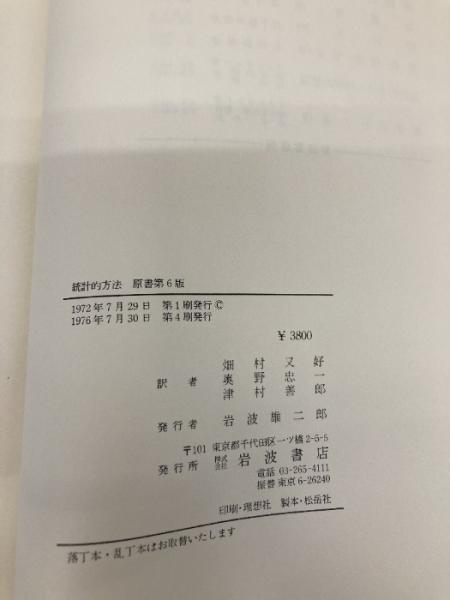 統計的方法 原書第6版
1972年7月29日 第1刷発行 ©
1976年7月30日 第4刷発行
¥3800
畑村又好
訳者 奥野忠一
津村善郎
発行者 岩波雄二郎
〒101 東京都千代田区一ツ橋2-5-5
発行所 株式会社 岩波書店
電話 03-265-4111
振替 東京6-26240
印刷・理想社 製本・松岳社
落丁本・乱丁本はお取替いたします